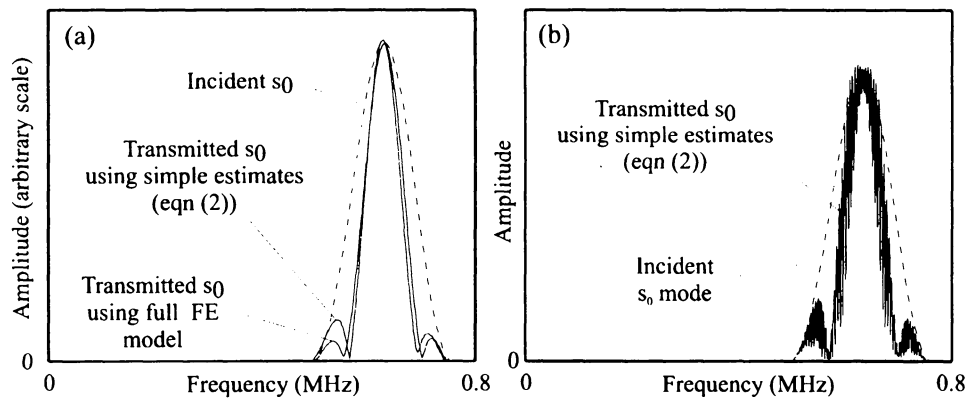 (a)
Amplitude (arbitrary scale)
Incident s0
Transmitted s0
using simple estimates
(eqn (2))
Transmitted s0
using full FE
model
0
0
Frequency (MHz)
0.8
(b)
Amplitude
Transmitted s0
using simple estimates
(eqn (2))
Incident
s₀ mode
0
0
Frequency (MHz)
0.8